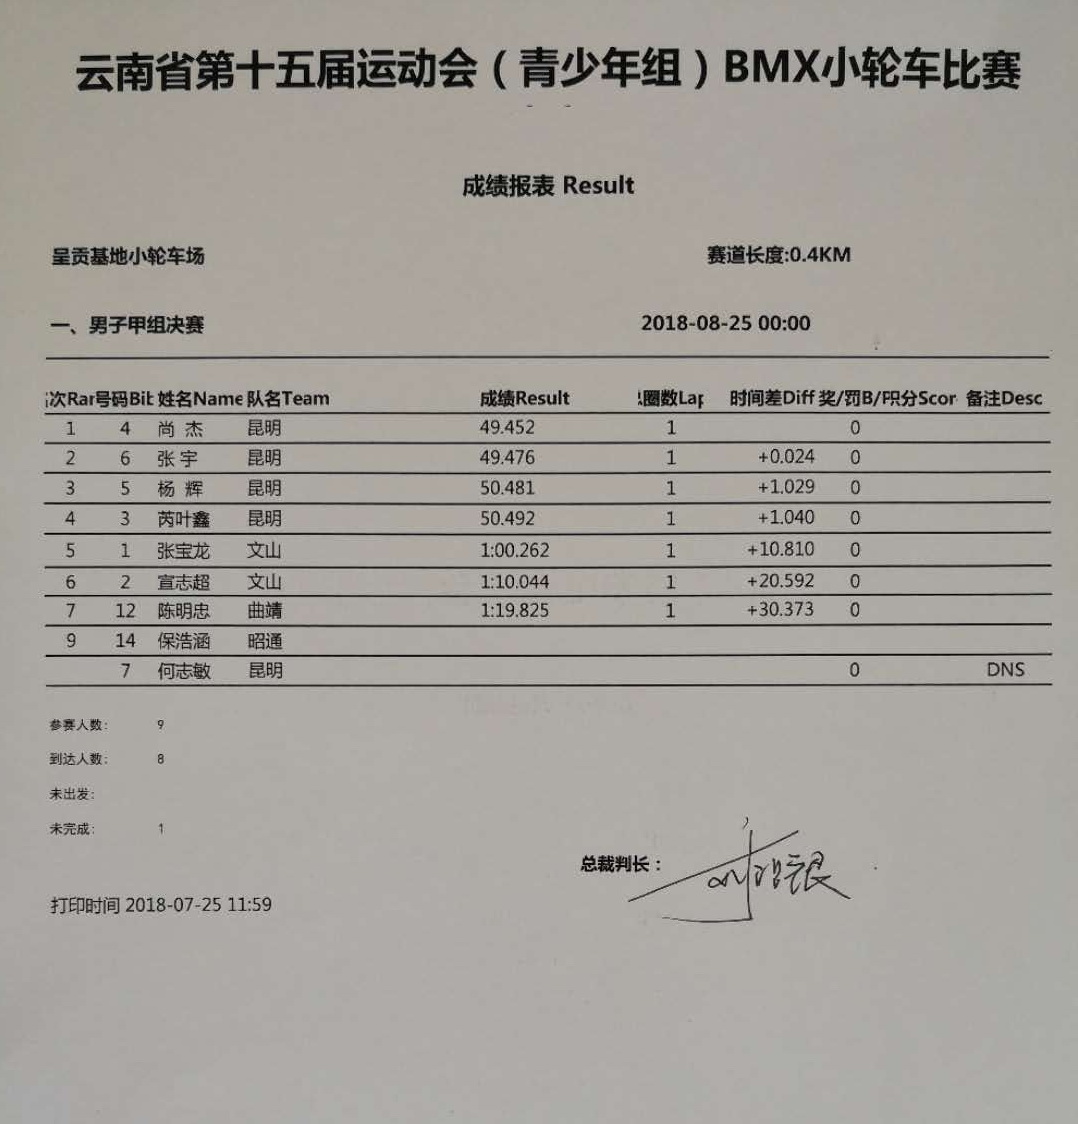 云南省第十五届运动会（青少年组）BMX小轮车比赛
成绩报表 Result
呈贡基地小轮车场 赛道长度:0.4KM
一、男子甲组决赛 2018-08-25 00:00
次Ran号码Bib 姓名Name 队名Team 成绩Result 圈数Lap 时间差Diff 奖/罚B/P积分Scor 备注Desc
1 4 尚 杰 昆明 49.452 1 0
2 6 张 宇 昆明 49.476 1 +0.024 0
3 5 杨 辉 昆明 50.481 1 +1.029 0
4 3 芮叶鑫 昆明 50.492 1 +1.040 0
5 1 张宝龙 文山 1:00.262 1 +10.810 0
6 2 宣志超 文山 1:10.044 1 +20.592 0
7 12 陈明忠 曲靖 1:19.825 1 +30.373 0
9 14 保浩涵 昭通
7 何志敏 昆明 0 DNS
参赛人数: 9
到达人数: 8
未出发:
未完成: 1
总裁判长：
打印时间 2018-07-25 11:59